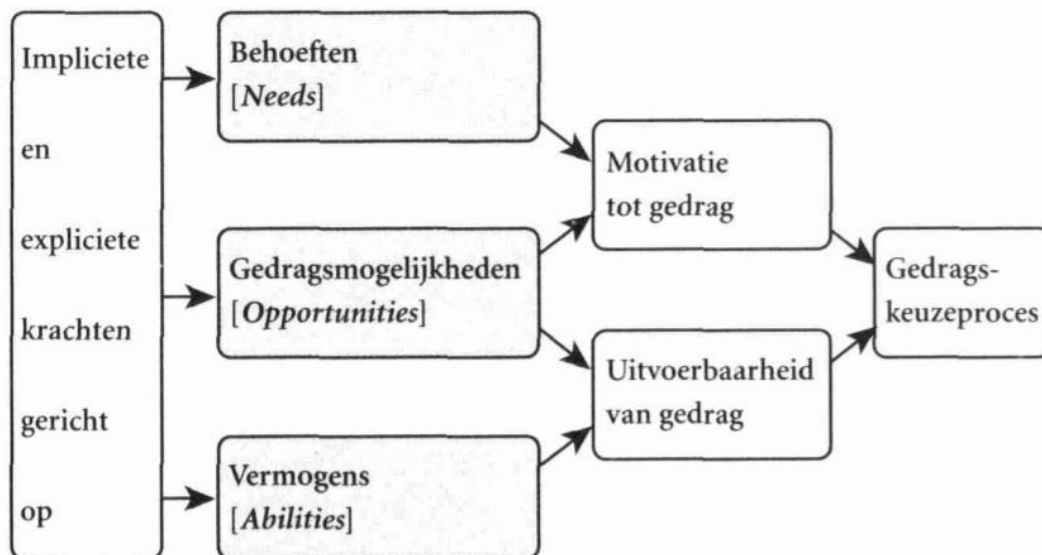 Impliciete
en
expliciete
krachten
gericht
op
Behoeften
[Needs]
Gedragsmogelijkheden
[Opportunities]
Vermogens
[Abilities]
Motivatie
tot gedrag
Uitvoerbaarheid
van gedrag
Gedrags-
keuzeproces